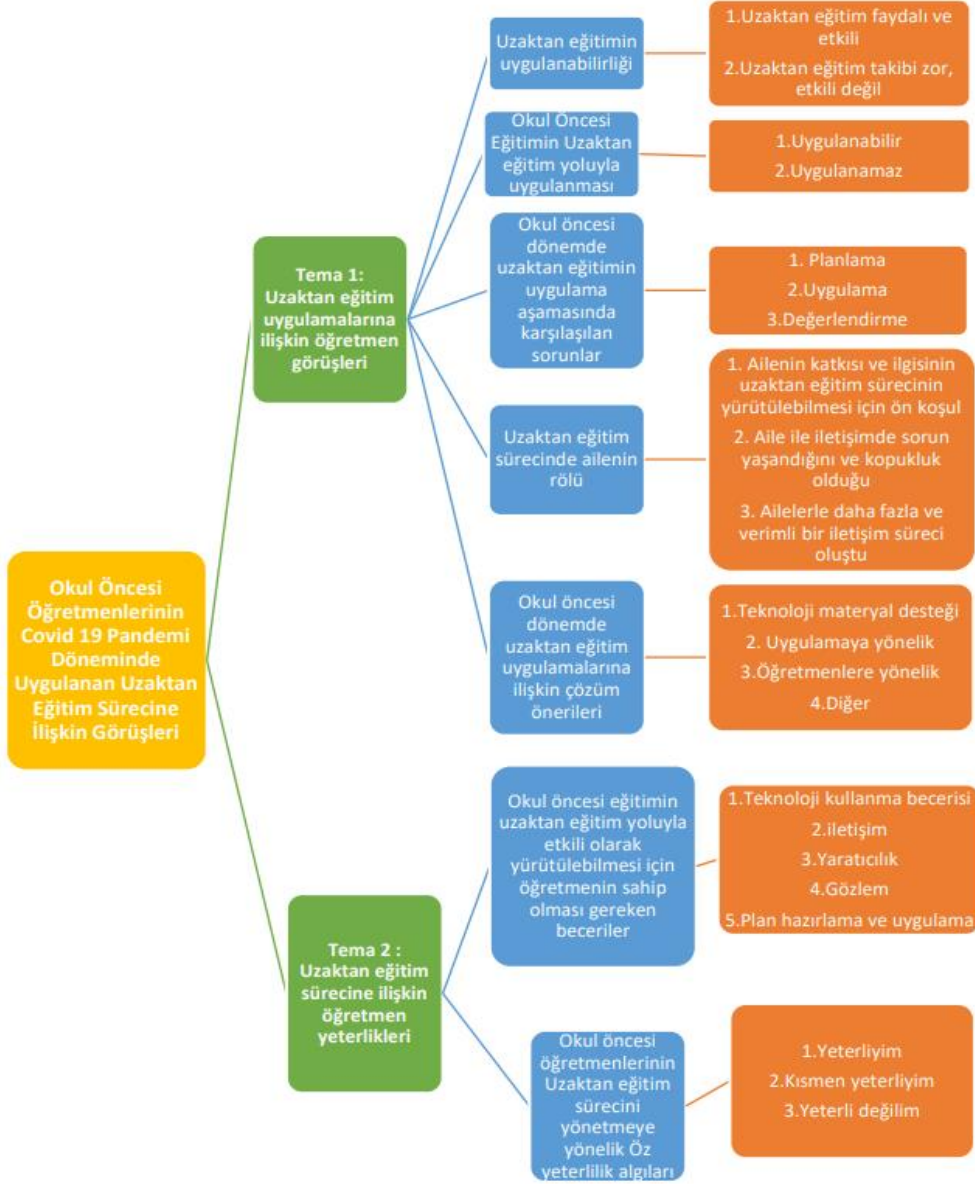 Okul Öncesi
Öğretmenlerinin
Covid 19 Pandemi
Döneminde
Uygulanan Uzaktan
Eğitim Sürecine
İlişkin Görüşleri
Tema 1:
Uzaktan eğitim
uygulamalarına
ilişkin öğretmen
görüşleri
Uzaktan eğitimin
uygulanabilirliği
1.Uzaktan eğitim faydalı ve
etkili
2.Uzaktan eğitim takibi zor,
etkili değil
Okul Öncesi
Eğitimin Uzaktan
eğitim yoluyla
uygulanması
1.Uygulanabilir
2.Uygulanamaz
Okul öncesi
dönemde
uzaktan eğitimin
uygulama
aşamasında
karşılaşılan
sorunlar
1. Planlama
2.Uygulama
3.Değerlendirme
Uzaktan eğitim
sürecinde ailenin
rölü
1. Ailenin katkısı ve ilgisinin
uzaktan eğitim sürecinin
yürütülebilmesi için ön koşul
2. Aile ile iletişimde sorun
yaşandığını ve kopukluk
olduğu
3. Ailelerle daha fazla ve
verimli bir iletişim süreci
oluştu
Okul öncesi
dönemde
uzaktan eğitim
uygulamalarına
ilişkin çözüm
önerileri
1.Teknoloji materyal desteği
2. Uygulamaya yönelik
3.Öğretmenlere yönelik
4.Diğer
Tema 2 :
Uzaktan eğitim
sürecine ilişkin
öğretmen
yeterlikleri
Okul öncesi eğitimin
uzaktan eğitim yoluyla
etkili olarak
yürütülebilmesi için
öğretmenin sahip
olması gereken
beceriler
1.Teknoloji kullanma becerisi
2.iletişim
3.Yaratıcılık
4.Gözlem
5.Plan hazırlama ve uygulama
Okul öncesi
öğretmenlerinin
Uzaktan eğitim
sürecini
yönetmeye
yönelik Öz
yeterlilik algıları
1.Yeterliyim
2.Kısmen yeterliyim
3.Yeterli değilim